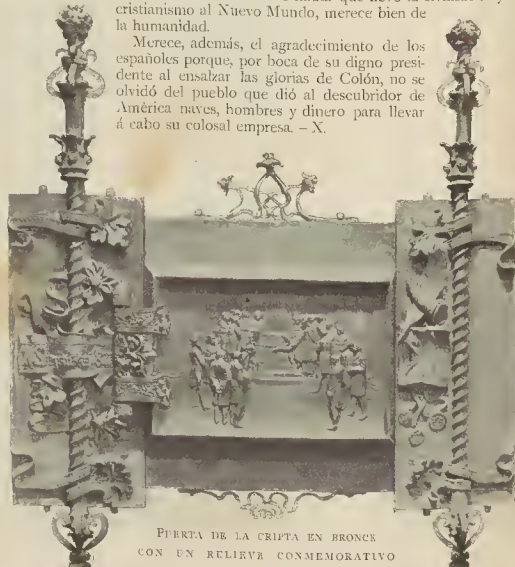 cristianismo al Nuevo Mundo, merece bien de
la humanidad.
Merece, además, el agradecimiento de los
españoles porque, por boca de su digno presi-
dente al ensalzar las glorias de Colón, no se
olvidó del pueblo que dió al descubridor de
América naves, hombres y dinero para llevar
á cabo su colosal empresa. – X.
PUERTA DE LA CRIPTA EN BRONCE
CON UN RELIEVE CONMEMORATIVO